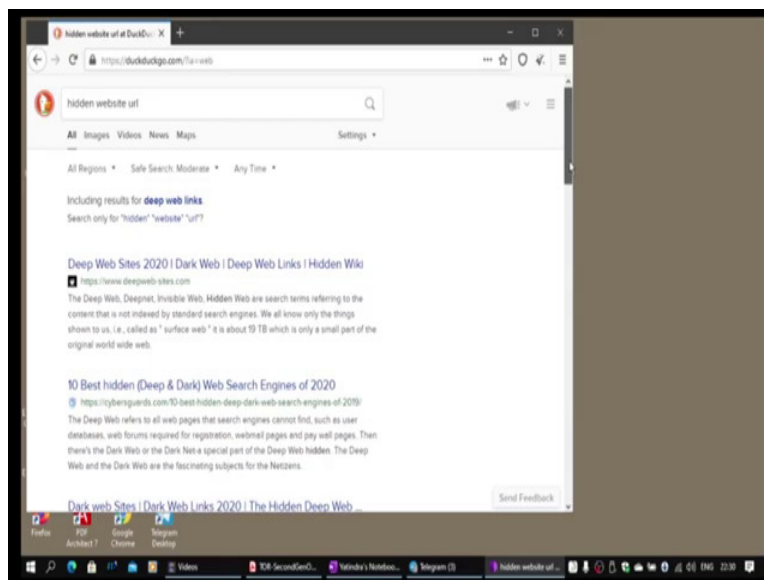 hidden website url at DuckDuc
https://duckduckgo.com/?ia=web
hidden website url
All Images Videos News Maps Settings
All Regions Safe Search: Moderate Any Time
Including results for deep web links
Search only for "hidden" "website" "url"?
Deep Web Sites 2020 | Dark Web | Deep Web Links | Hidden Wiki
https://www.deepweb-sites.com
The Deep Web, Deepnet, Invisible Web, Hidden Web are search terms referring to the
content that is not indexed by standard search engines. We all know only the things
shown to us, i.e., called as " surface web " it is about 19 TB which is only a small part of the
original world wide web.
10 Best hidden (Deep & Dark) Web Search Engines of 2020
https://cybersguards.com/10-best-hidden-deep-dark-web-search-engines-of-2019/
The Deep Web refers to all web pages that search engines cannot find, such as user
databases, web forums required for registration, webmail pages and pay wall pages. Then
there's the Dark Web or the Dark Net-a special part of the Deep Web hidden. The Deep
Web and the Dark Web are the fascinating subjects for the Netizens.
Send Feedback
Dark web Sites | Dark Web Links 2020 | The Hidden Deep Web ...
Firefox PDF Google Telegram
Architect 7 Chrome Desktop
Videos TOR-SecondGenO... Yatindra's Noteboo... Telegram (3) hidden website url ... ENG 22:30